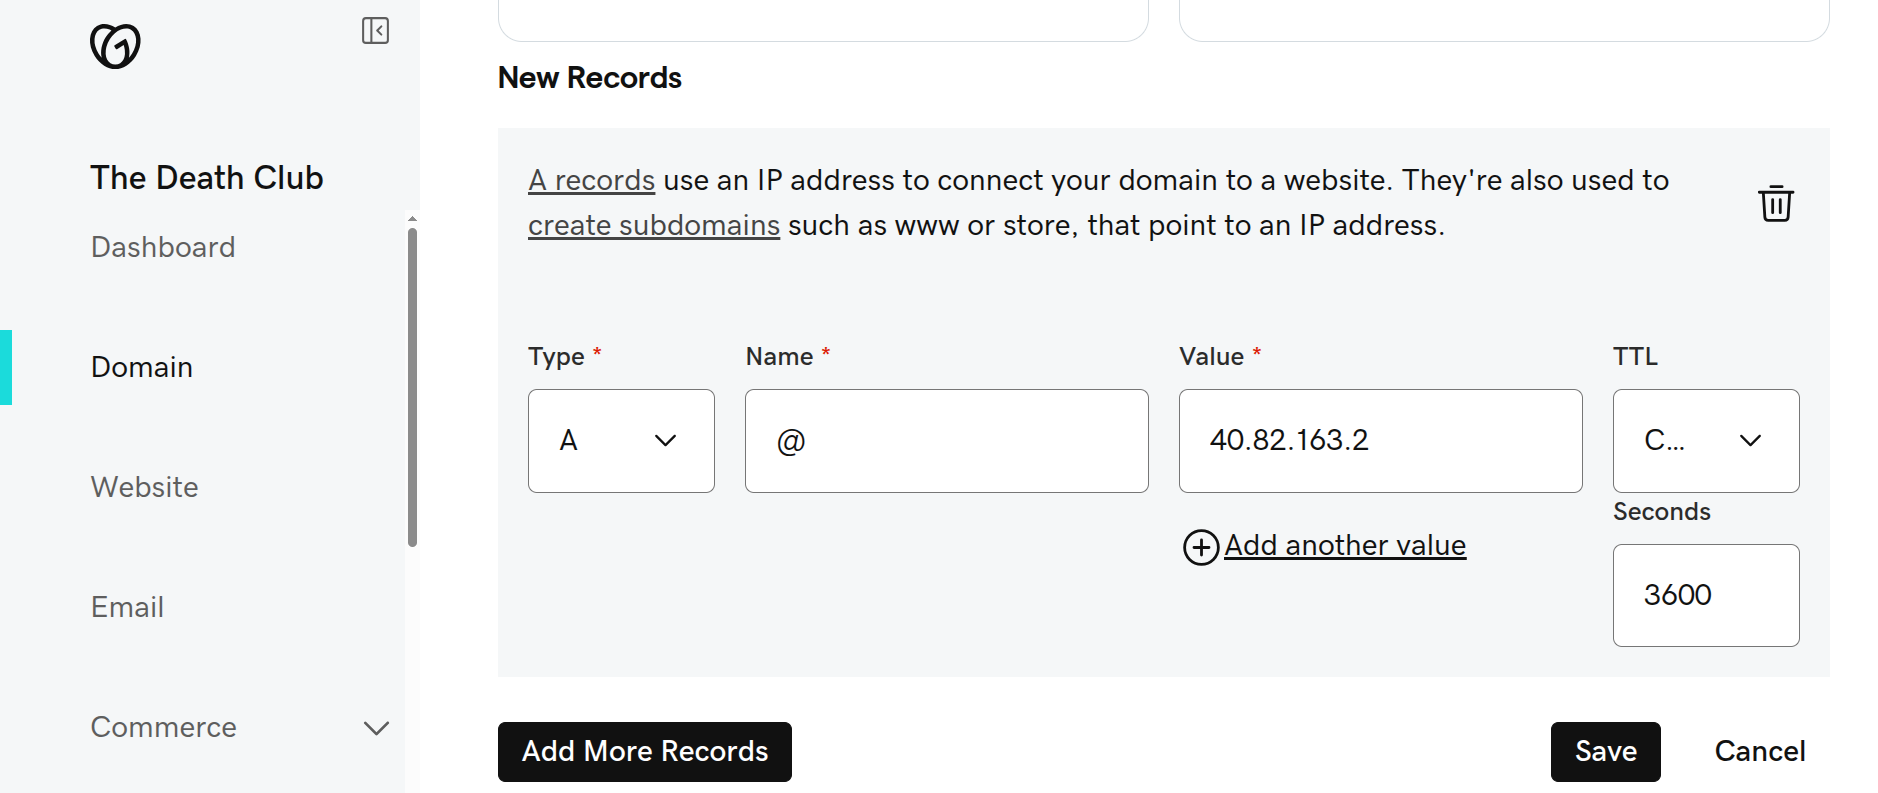 The Death Club
Dashboard
Domain
Website
Email
Commerce
New Records
A records use an IP address to connect your domain to a website. They're also used to
create subdomains such as www or store, that point to an IP address.
Type * Name * Value * TTL
A @ 40.82.163.2 C...
Seconds
Add another value
3600
Add More Records Save Cancel